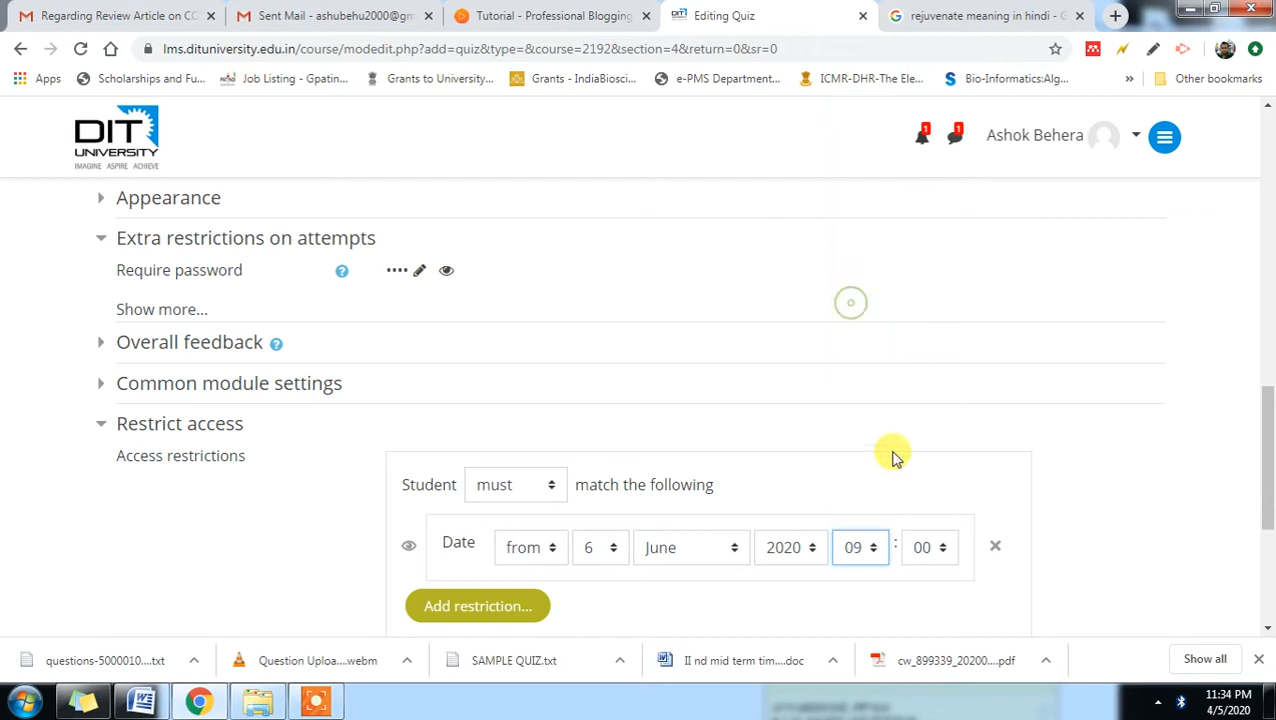 Regarding Review Article on CC
Sent Mail - ashubehu2000@gm
Tutorial - Professional Blogging
Editing Quiz
rejuvenate meaning in hindi - G
lms.dituniversity.edu.in/course/modedit.php?add=quiz&type=&course=2192&section=4&return=0&sr=0
Apps
Scholarships and Fu...
Job Listing - Gpatin...
Grants to University...
Grants - IndiaBiosci...
e-PMS Department...
ICMR-DHR-The Ele...
Bio-Informatics:Alg...
»
Other bookmarks
DIT
UNIVERSITY
IMAGINE ASPIRE ACHIEVE
1
1
Ashok Behera
Appearance
Extra restrictions on attempts
Require password ? ••••
Show more...
Overall feedback ?
Common module settings
Restrict access
Access restrictions
Student must match the following
Date from 6 June 2020 09 : 00
Add restriction...
questions-5000010....txt
Question Uploa....webm
SAMPLE QUIZ.txt
II nd mid term tim....doc
cw_899339_20200....pdf
Show all
11:34 PM
4/5/2020